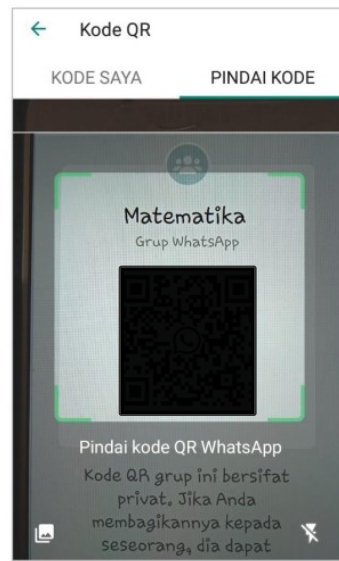 Kode QR
KODE SAYA PINDAI KODE
Matematika
Grup WhatsApp
Pindai kode QR WhatsApp
Kode QR grup ini bersifat
privat. Jika Anda
membagikannya kepada
seseorang, dia dapat